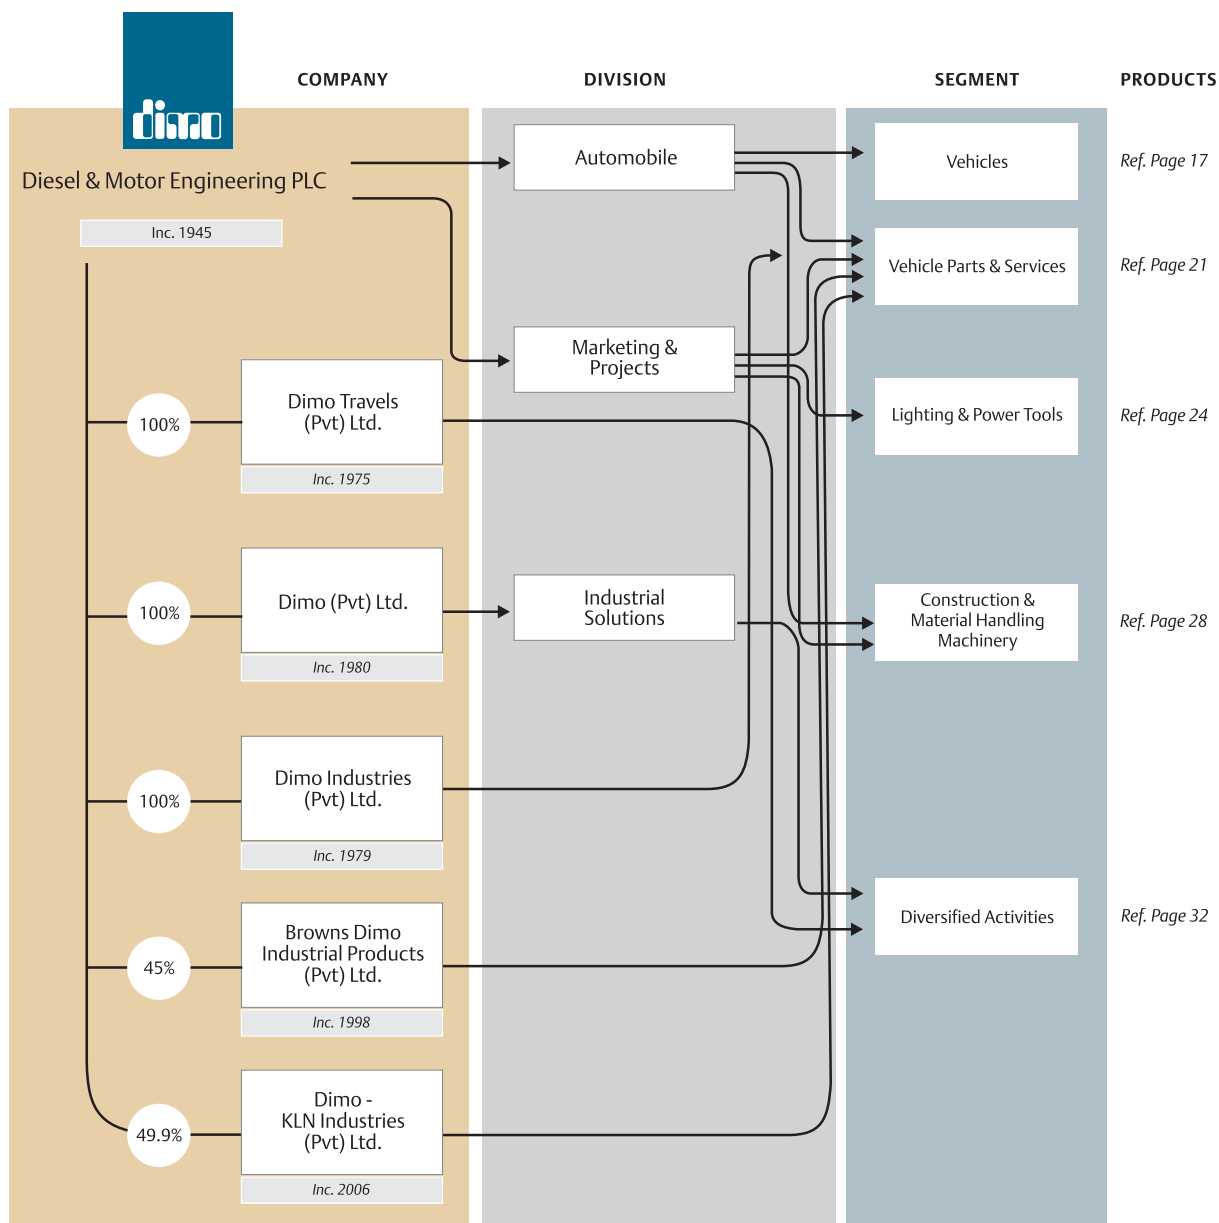 dimo
COMPANY
DIVISION
SEGMENT
PRODUCTS
Diesel & Motor Engineering PLC
Inc. 1945
Automobile
Vehicles
Ref. Page 17
Vehicle Parts & Services
Ref. Page 21
Marketing &
Projects
100%
Dimo Travels
(Pvt) Ltd.
Inc. 1975
Lighting & Power Tools
Ref. Page 24
100%
Dimo (Pvt) Ltd.
Inc. 1980
Industrial
Solutions
Construction &
Material Handling
Machinery
Ref. Page 28
100%
Dimo Industries
(Pvt) Ltd.
Inc. 1979
Diversified Activities
Ref. Page 32
45%
Browns Dimo
Industrial Products
(Pvt) Ltd.
Inc. 1998
49.9%
Dimo -
KLN Industries
(Pvt) Ltd.
Inc. 2006